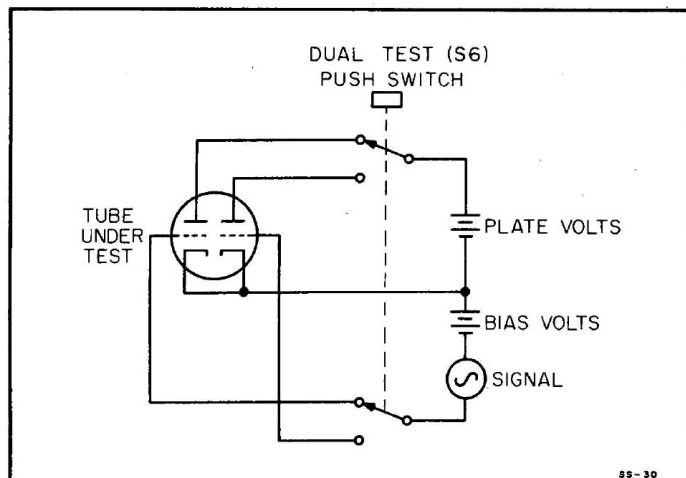 DUAL TEST (S6)
PUSH SWITCH
TUBE
UNDER
TEST
PLATE VOLTS
BIAS VOLTS
SIGNAL
SS-30